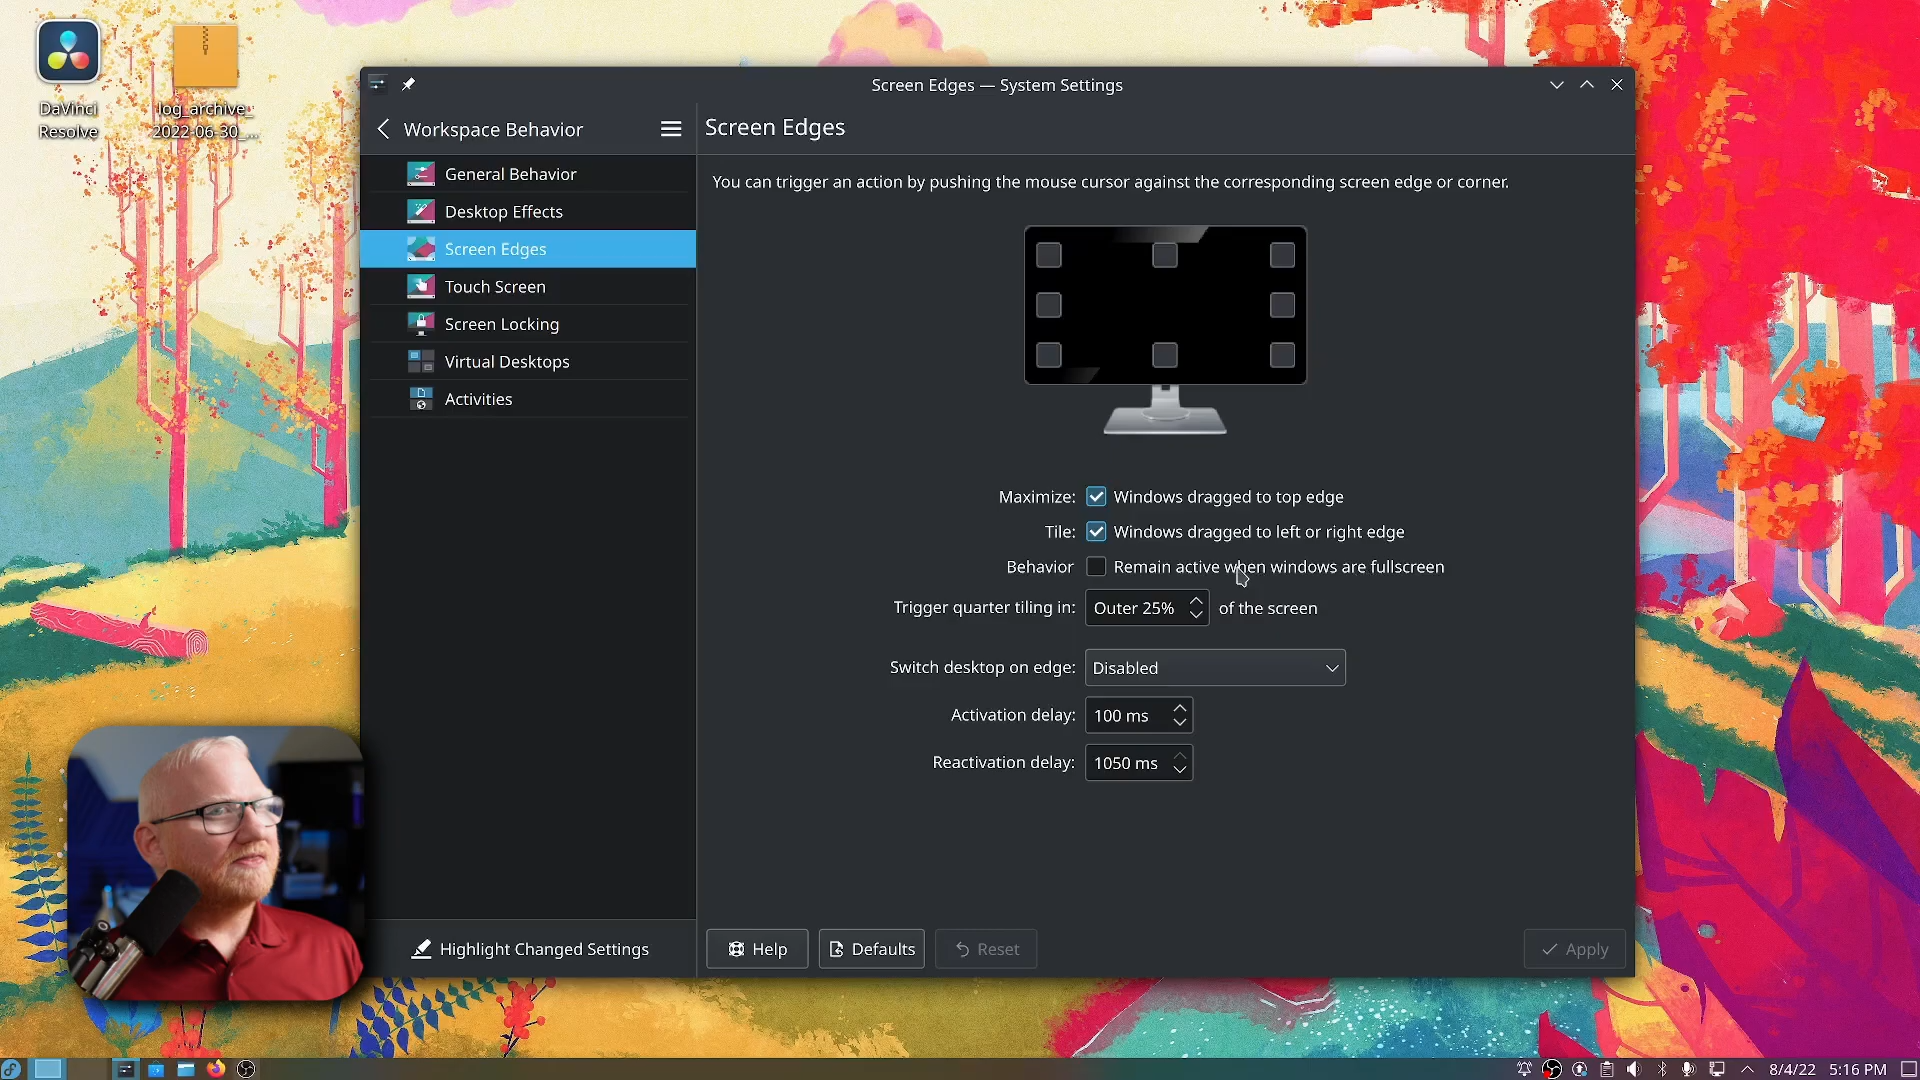 DaVinci
Resolve
log_archive_
2022-06-30_...
Screen Edges — System Settings
Workspace Behavior
Screen Edges
General Behavior
Desktop Effects
Screen Edges
Touch Screen
Screen Locking
Virtual Desktops
Activities
Highlight Changed Settings
You can trigger an action by pushing the mouse cursor against the corresponding screen edge or corner.
Maximize: Windows dragged to top edge
Tile: Windows dragged to left or right edge
Behavior Remain active when windows are fullscreen
Trigger quarter tiling in: Outer 25% of the screen
Switch desktop on edge: Disabled
Activation delay: 100 ms
Reactivation delay: 1050 ms
Help Defaults Reset Apply
8/4/22 5:16 PM